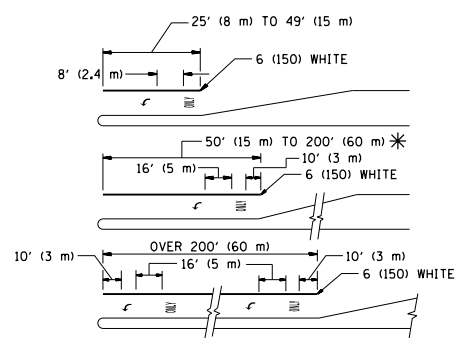 25' (8 m) TO 49' (15 m)
8' (2.4 m)
6 (150) WHITE
ONLY
50' (15 m) TO 200' (60 m) *
16' (5 m)
10' (3 m)
6 (150) WHITE
ONLY
OVER 200' (60 m)
10' (3 m)
16' (5 m)
10' (3 m)
6 (150) WHITE
ONLY
ONLY